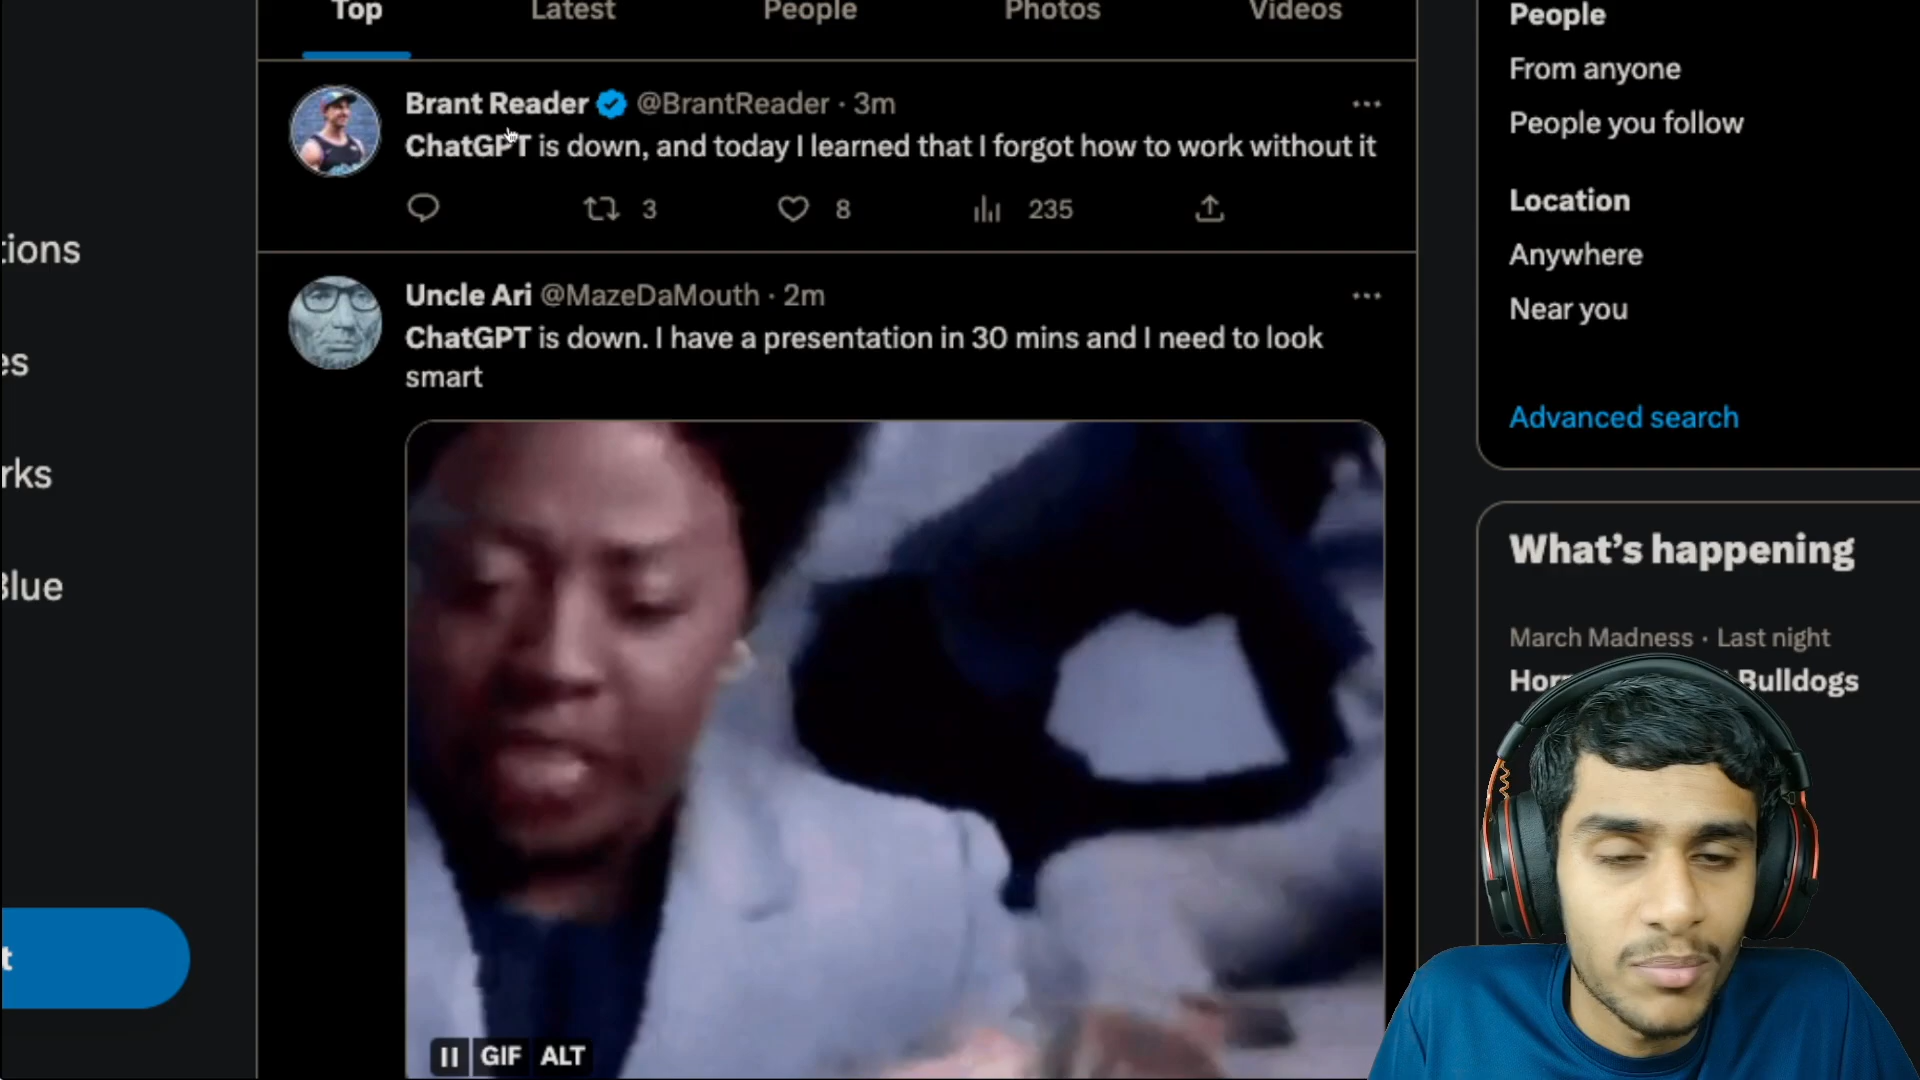 Top Latest People Photos Videos
Brant Reader @BrantReader · 3m
ChatGPT is down, and today I learned that I forgot how to work without it
3 8 235
Uncle Ari @MazeDaMouth · 2m
ChatGPT is down. I have a presentation in 30 mins and I need to look
smart
GIF ALT
tions
es
rks
Blue
t
People
From anyone
People you follow
Location
Anywhere
Near you
Advanced search
What's happening
March Madness · Last night
Bulldogs